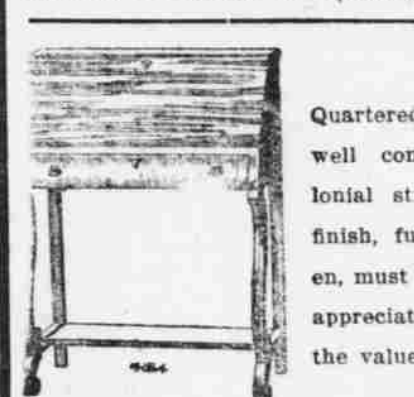 Quartered
well con
lonial st
finish, fu
en, must
appreciat
the value